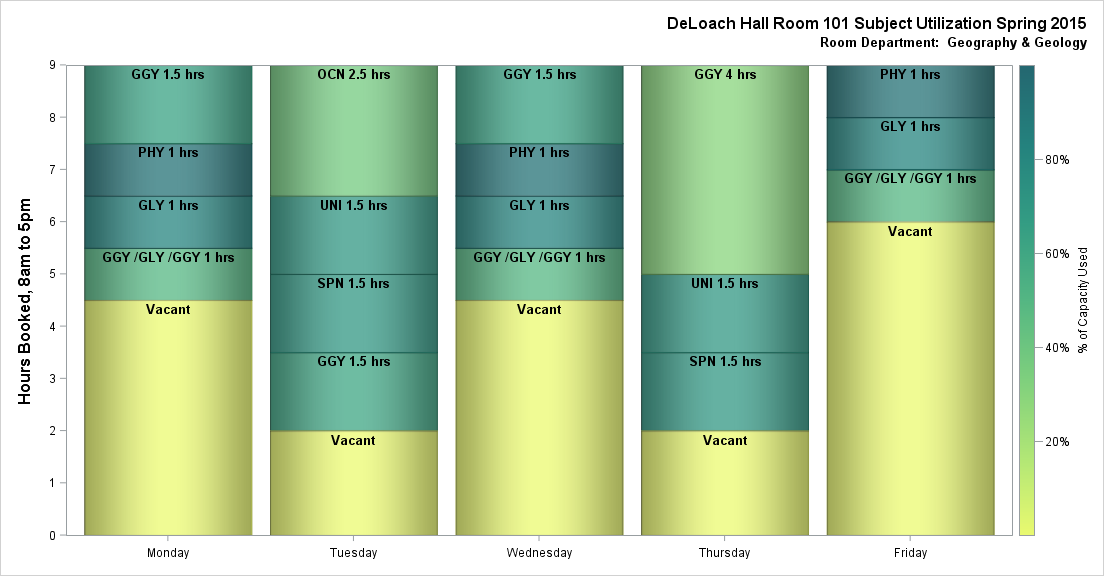 DeLoach Hall Room 101 Subject Utilization Spring 2015
Room Department: Geography & Geology
Hours Booked, 8am to 5pm
9
8
7
6
5
4
3
2
1
0
GGY 1.5 hrs
PHY 1 hrs
GLY 1 hrs
GGY /GLY /GGY 1 hrs
Vacant
OCN 2.5 hrs
UNI 1.5 hrs
SPN 1.5 hrs
GGY 1.5 hrs
Vacant
GGY 1.5 hrs
PHY 1 hrs
GLY 1 hrs
GGY /GLY /GGY 1 hrs
Vacant
GGY 4 hrs
UNI 1.5 hrs
SPN 1.5 hrs
Vacant
PHY 1 hrs
GLY 1 hrs
GGY /GLY /GGY 1 hrs
Vacant
Monday
Tuesday
Wednesday
Thursday
Friday
80%
60%
40%
20%
% of Capacity Used